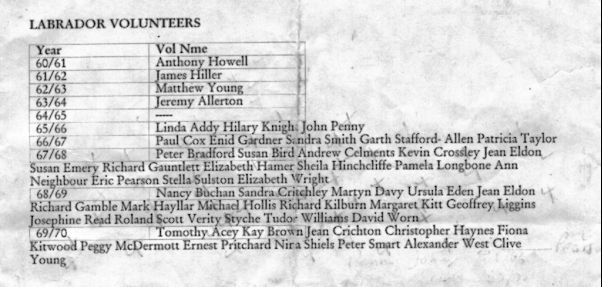 LABRADOR VOLUNTEERS
Year Vol Nme
60/61 Anthony Howell
61/62 James Hiller
62/63 Matthew Young
63/64 Jeremy Allerton
64/65 -----
65/66 Linda Addy Hilary Knight John Penny
66/67 Paul Cox Enid Gardner Sandra Smith Garth Stafford- Allen Patricia Taylor
67/68 Peter Bradford Susan Bird Andrew Celments Kevin Crossley Jean Eldon
Susan Emery Richard Gauntlett Elizabeth Hamer Sheila Hinchcliffe Pamela Longbone Ann
Neighbour Eric Pearson Stella Sulston Elizabeth Wright
68/69 Nancy Buchan Sandra Critchley Martyn Davy Ursula Eden Jean Eldon
Richard Gamble Mark Hayllar Michael Hollis Richard Kilburn Margaret Kitt Geoffrey Liggins
Josephine Read Roland Scott Verity Styche Tudor Williams David Worn
69/70 Tomothy Acey Kay Brown Jean Crichton Christopher Haynes Fiona
Kitwood Peggy McDermott Ernest Pritchard Nira Shiels Peter Smart Alexander West Clive
Young